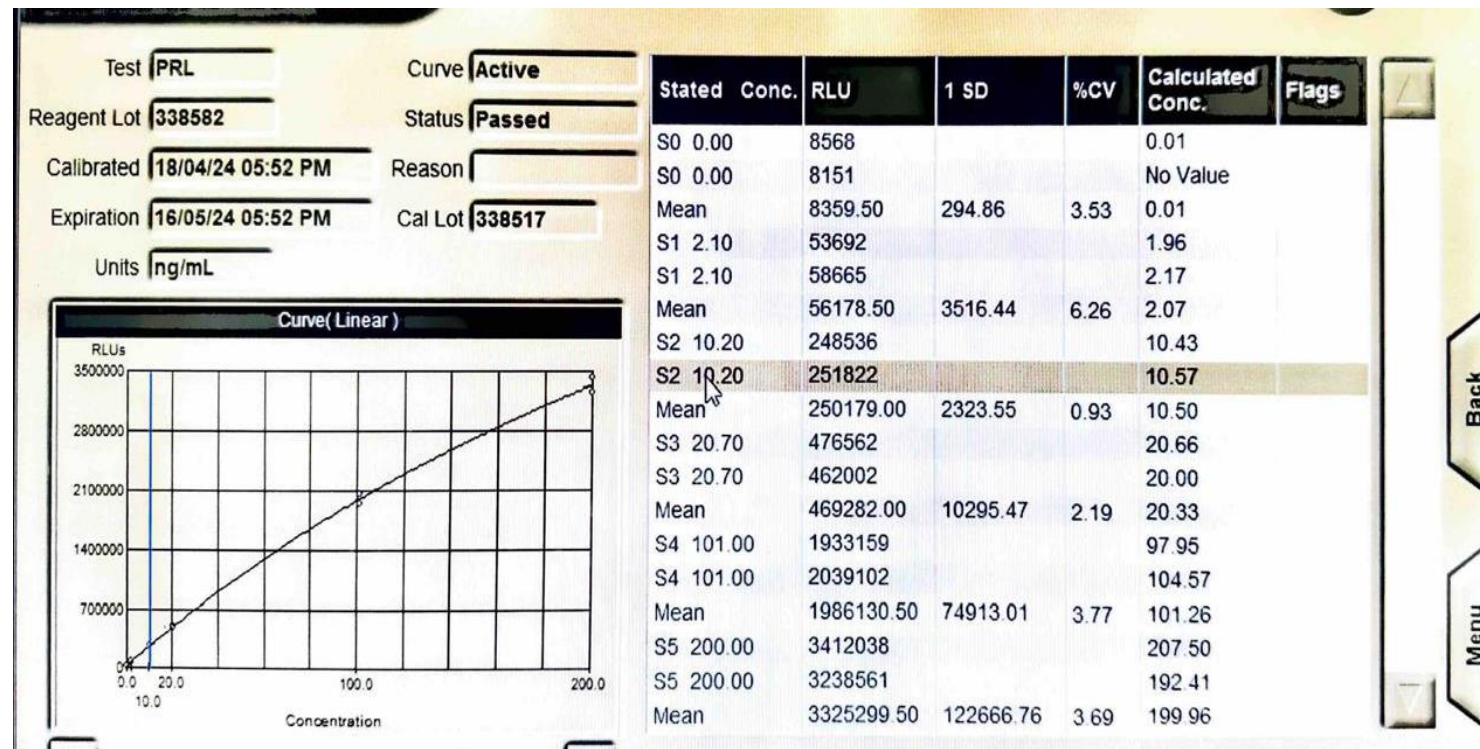 Test PRL
Curve Active
Reagent Lot 338582
Status Passed
Calibrated 18/04/24 05:52 PM
Reason
Expiration 16/05/24 05:52 PM
Cal Lot 338517
Units ng/mL
Curve( Linear )
RLUs
3500000
2800000
2100000
1400000
700000
0
0.0 20.0 100.0 200.0
10.0
Concentration
Stated Conc. RLU 1 SD %CV Calculated Conc. Flags
S0 0.00 8568 0.01
S0 0.00 8151 No Value
Mean 8359.50 294.86 3.53 0.01
S1 2.10 53692 1.96
S1 2.10 58665 2.17
Mean 56178.50 3516.44 6.26 2.07
S2 10.20 248536 10.43
S2 10.20 251822 10.57
Mean 250179.00 2323.55 0.93 10.50
S3 20.70 476562 20.66
S3 20.70 462002 20.00
Mean 469282.00 10295.47 2.19 20.33
S4 101.00 1933159 97.95
S4 101.00 2039102 104.57
Mean 1986130.50 74913.01 3.77 101.26
S5 200.00 3412038 207.50
S5 200.00 3238561 192.41
Mean 3325299.50 122666.76 3.69 199.96
Back
Menu